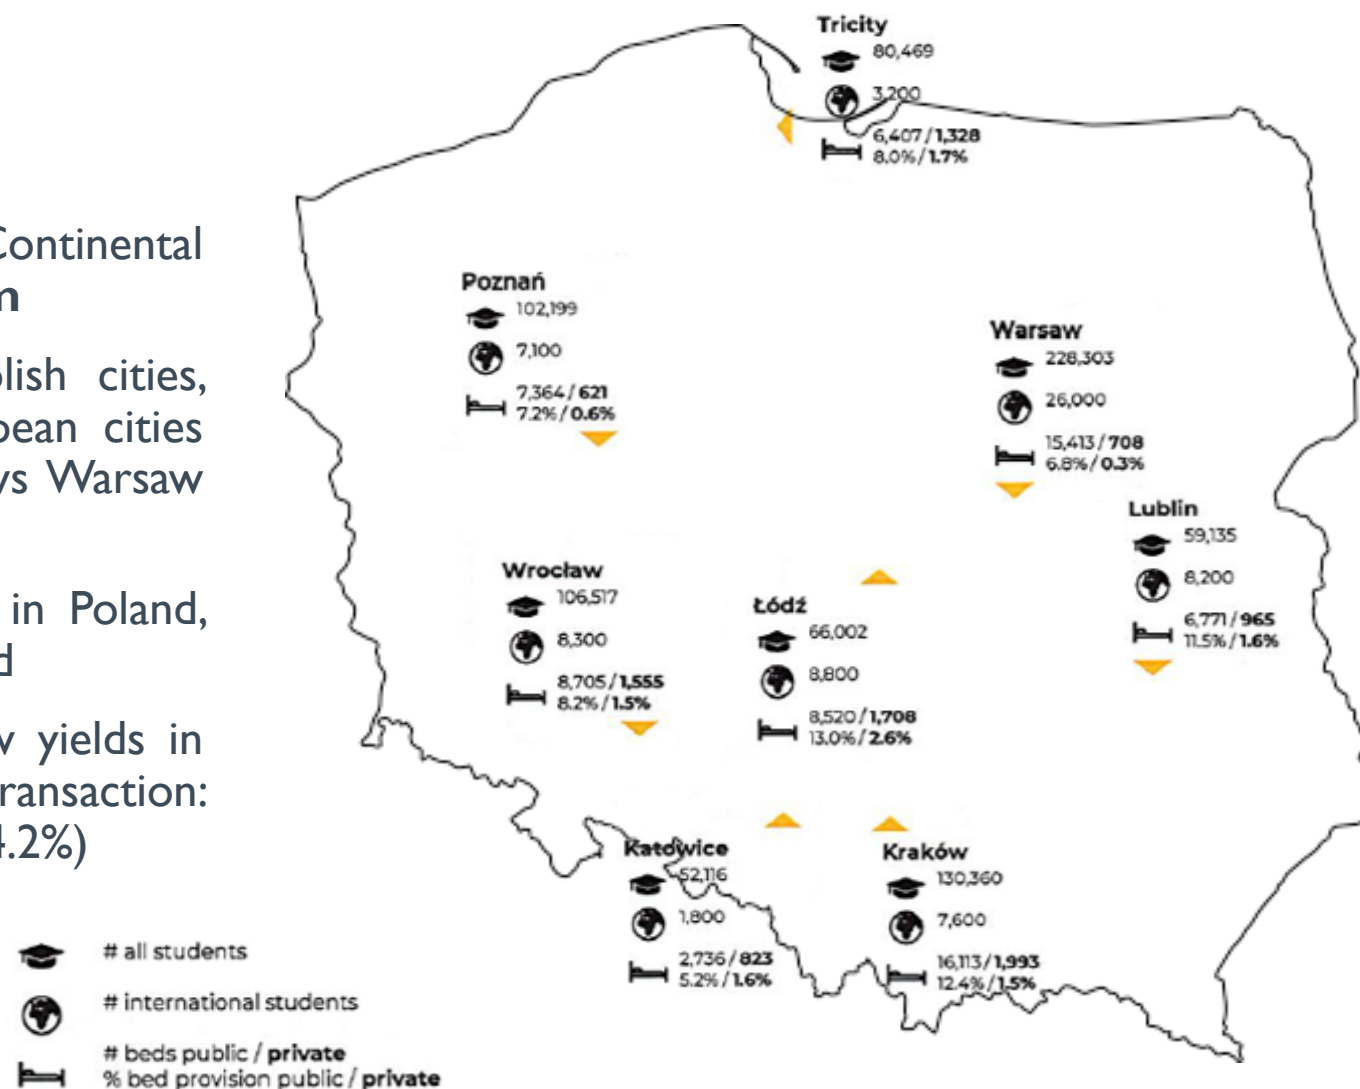 Continental
m
lish cities,
pean cities
vs Warsaw
in Poland,
d
w yields in
transaction:
4.2%)
Tricity
80,469
3,200
6,407/1,328
8.0%/1.7%
Poznań
102,199
7,100
7,364/621
7.2%/0.6%
Warsaw
228,303
26,000
15,413/708
6.8%/0.3%
Lublin
59,135
8,200
6,771/965
11.5%/1.6%
Wrocław
106,517
8,300
8,705/1,555
8.2%/1.5%
Łódź
66,002
8,800
8,520/1,708
13.0%/2.6%
Katowice
52,116
1,800
2,736/823
5.2%/1.6%
Kraków
130,360
7,600
16,113/1,993
12.4%/1.5%
# all students
# international students
# beds public / private
% bed provision public / private